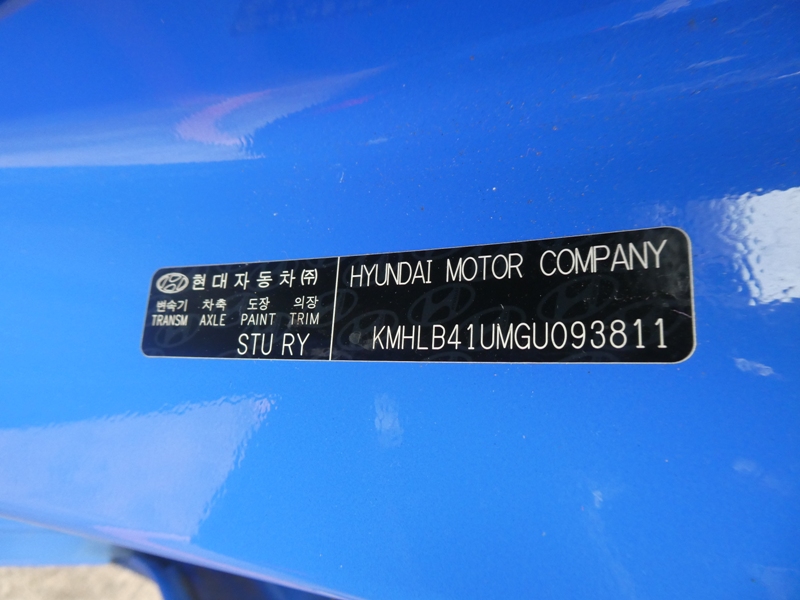 현대자동차㈜
변속기 차축 도장 의장
TRANSM AXLE PAINT TRIM
STU RY
HYUNDAI MOTOR COMPANY
KMHLB41UMGU093811